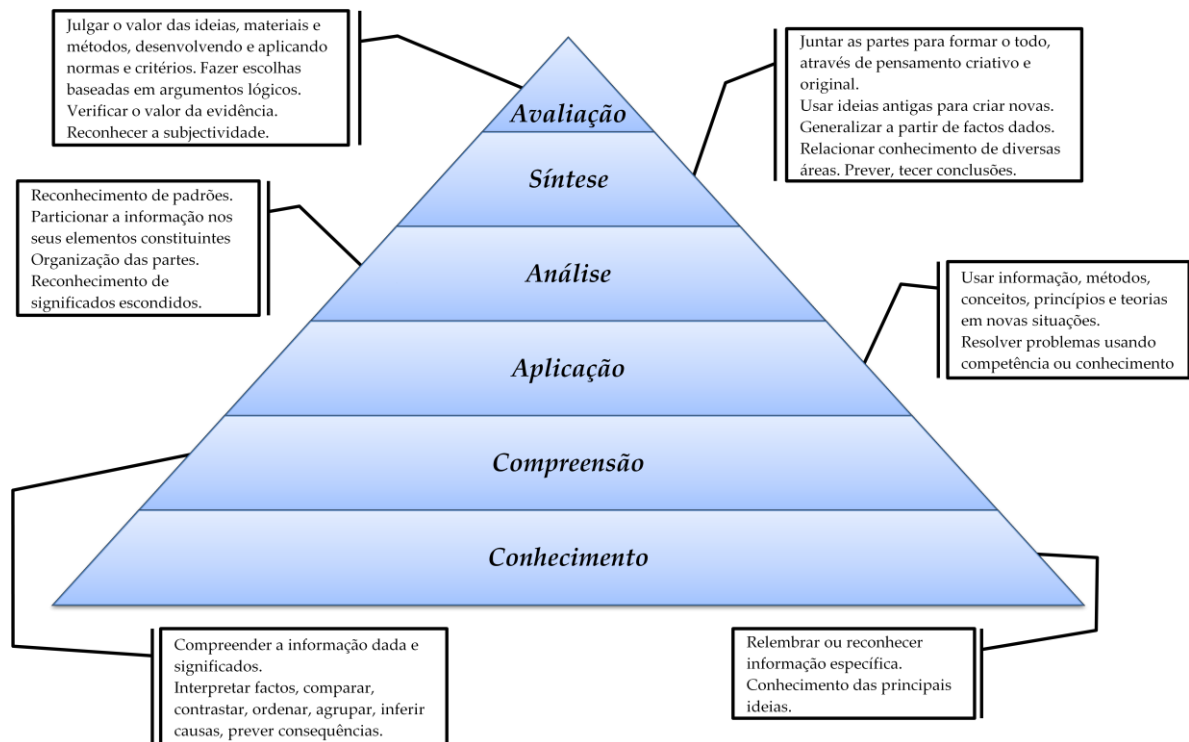 Julgar o valor das ideias, materiais e
métodos, desenvolvendo e aplicando
normas e critérios. Fazer escolhas
baseadas em argumentos lógicos.
Verificar o valor da evidência.
Reconhecer a subjectividade.
Juntar as partes para formar o todo,
através de pensamento criativo e
original.
Usar ideias antigas para criar novas.
Generalizar a partir de factos dados.
Relacionar conhecimento de diversas
áreas. Prever, tecer conclusões.
Avaliação
Síntese
Reconhecimento de padrões.
Particionar a informação nos
seus elementos constituintes
Organização das partes.
Reconhecimento de
significados escondidos.
Análise
Usar informação, métodos,
conceitos, princípios e teorias
em novas situações.
Resolver problemas usando
competência ou conhecimento
Aplicação
Compreensão
Conhecimento
Compreender a informação dada e
significados.
Interpretar factos, comparar,
contrastar, ordenar, agrupar, inferir
causas, prever consequências.
Relembrar ou reconhecer
informação específica.
Conhecimento das principais
ideias.